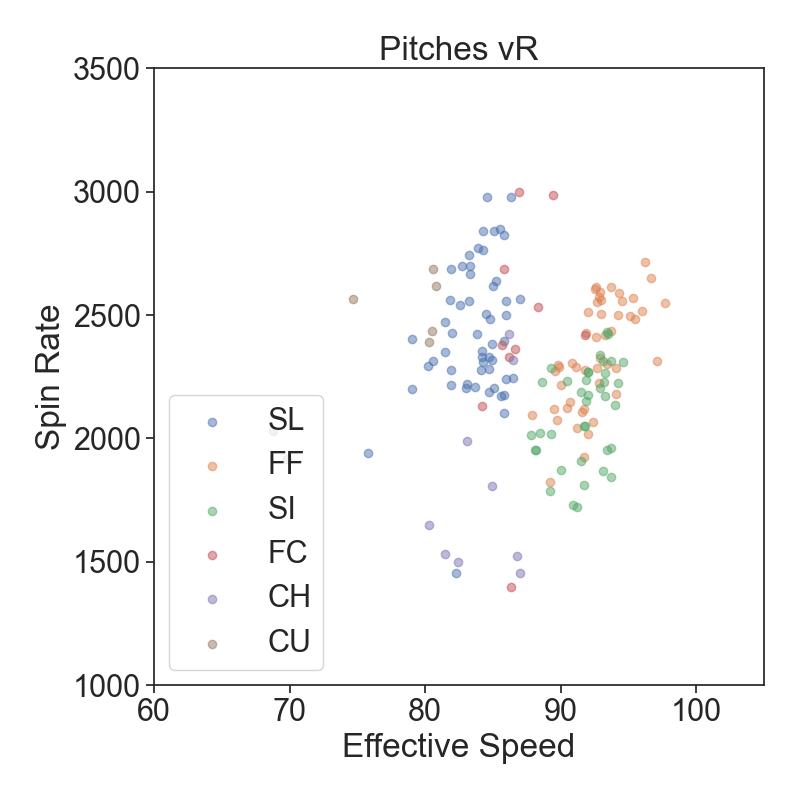 Pitches vR
Spin Rate
3500
3000
2500
2000
1500
1000
SL
FF
SI
FC
CH
CU
60 70 80 90 100
Effective Speed